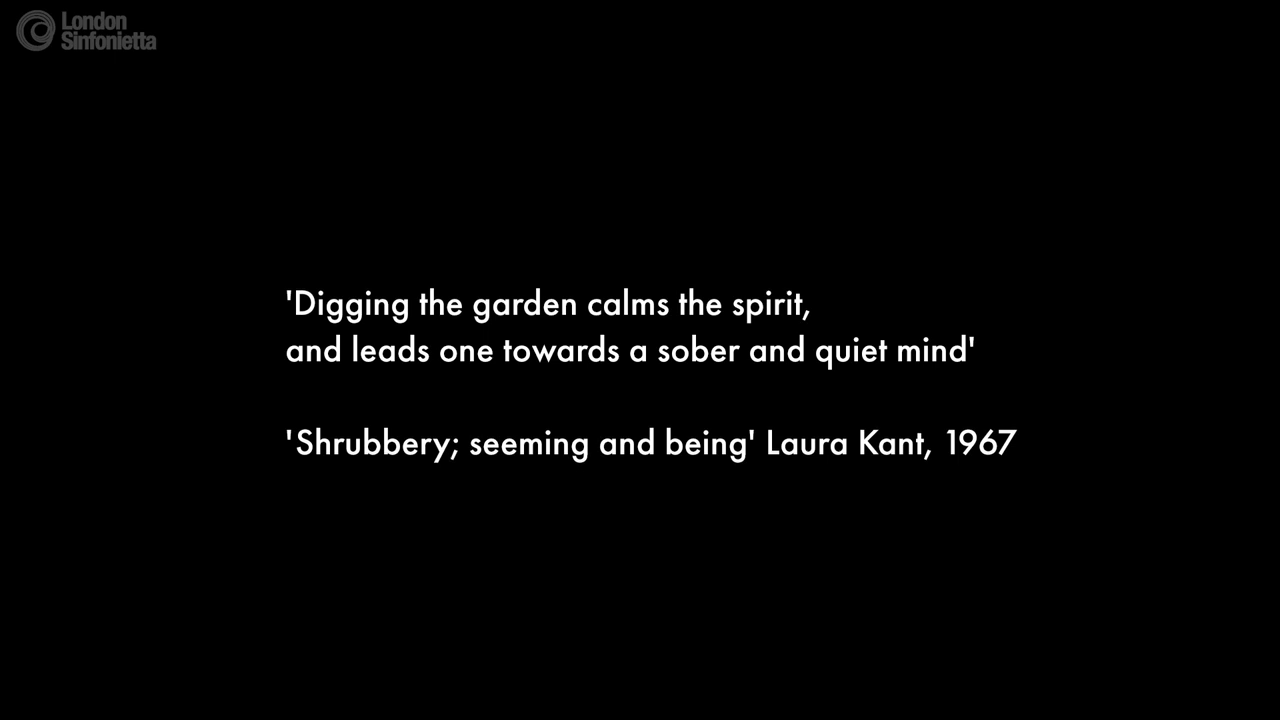 London
Sinfonietta
'Digging the garden calms the spirit,
and leads one towards a sober and quiet mind'
'Shrubbery; seeming and being' Laura Kant, 1967